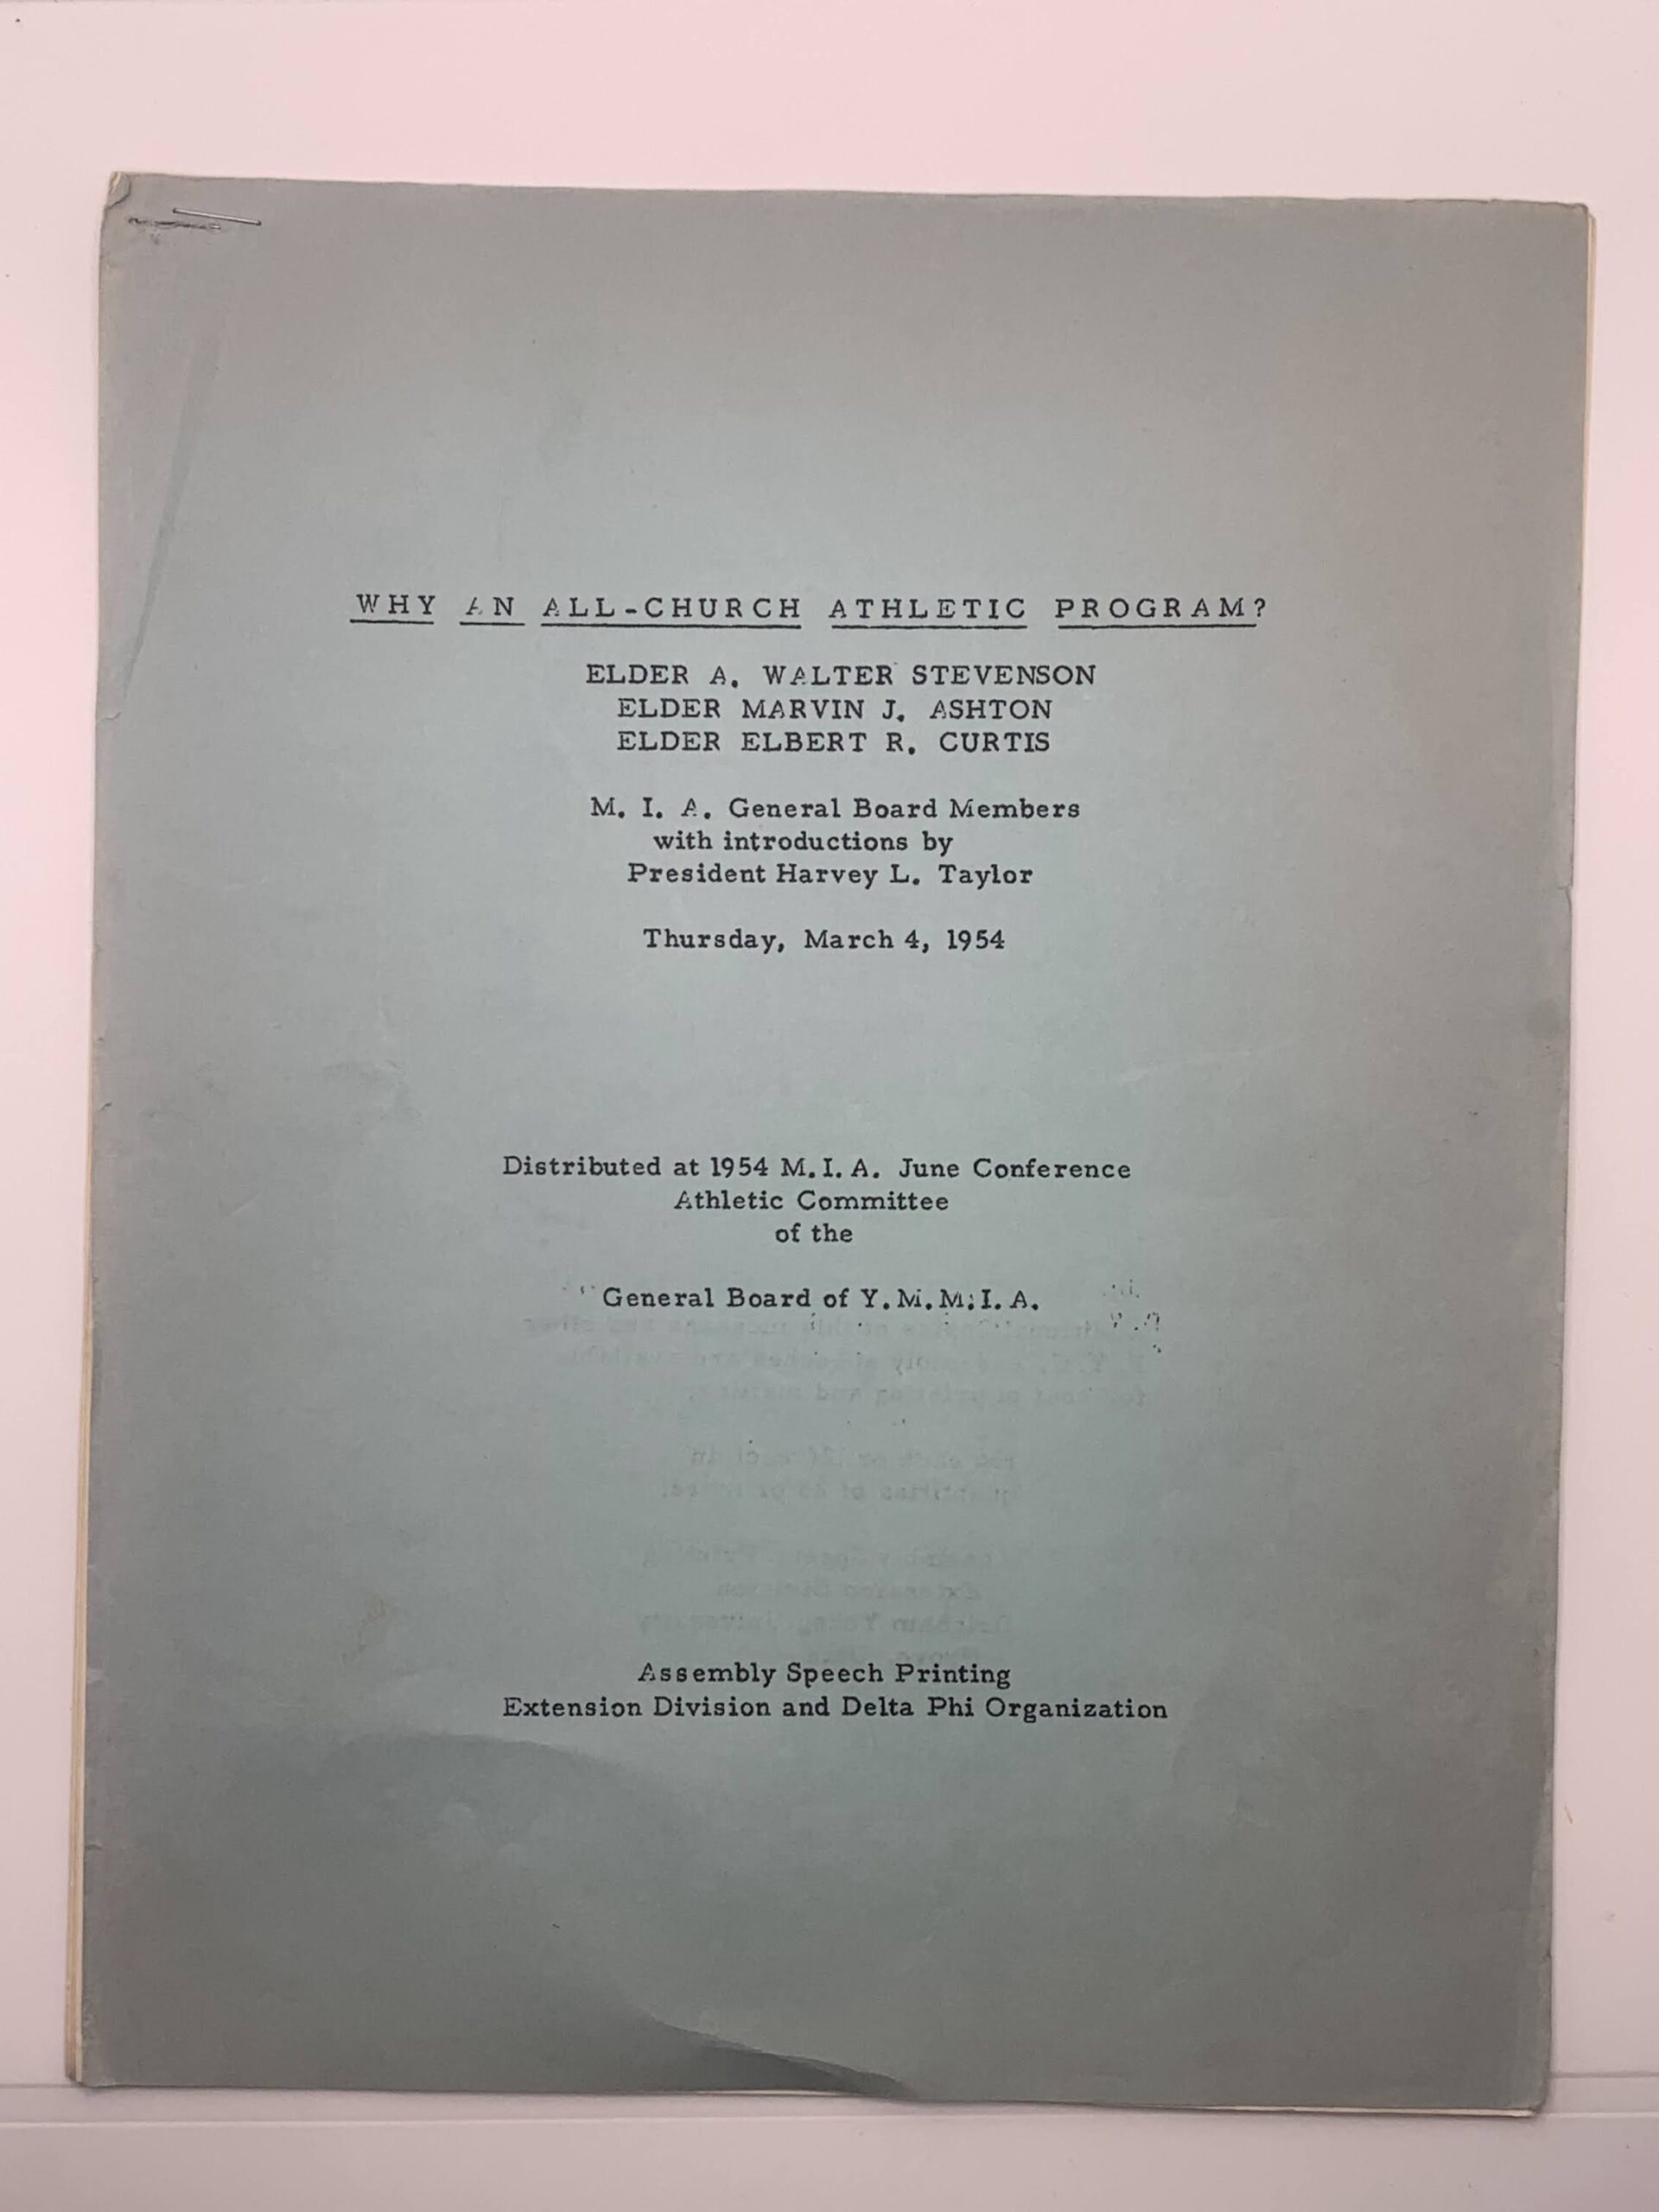 WHY AN ALL-CHURCH ATHLETIC PROGRAM?
ELDER A. WALTER STEVENSON
ELDER MARVIN J. ASHTON
ELDER ELBERT R. CURTIS
M. I. A. General Board Members
with introductions by
President Harvey L. Taylor
Thursday, March 4, 1954
Distributed at 1954 M. I. A. June Conference
Athletic Committee
of the
General Board of Y. M. M. I. A.
Assembly Speech Printing
Extension Division and Delta Phi Organization